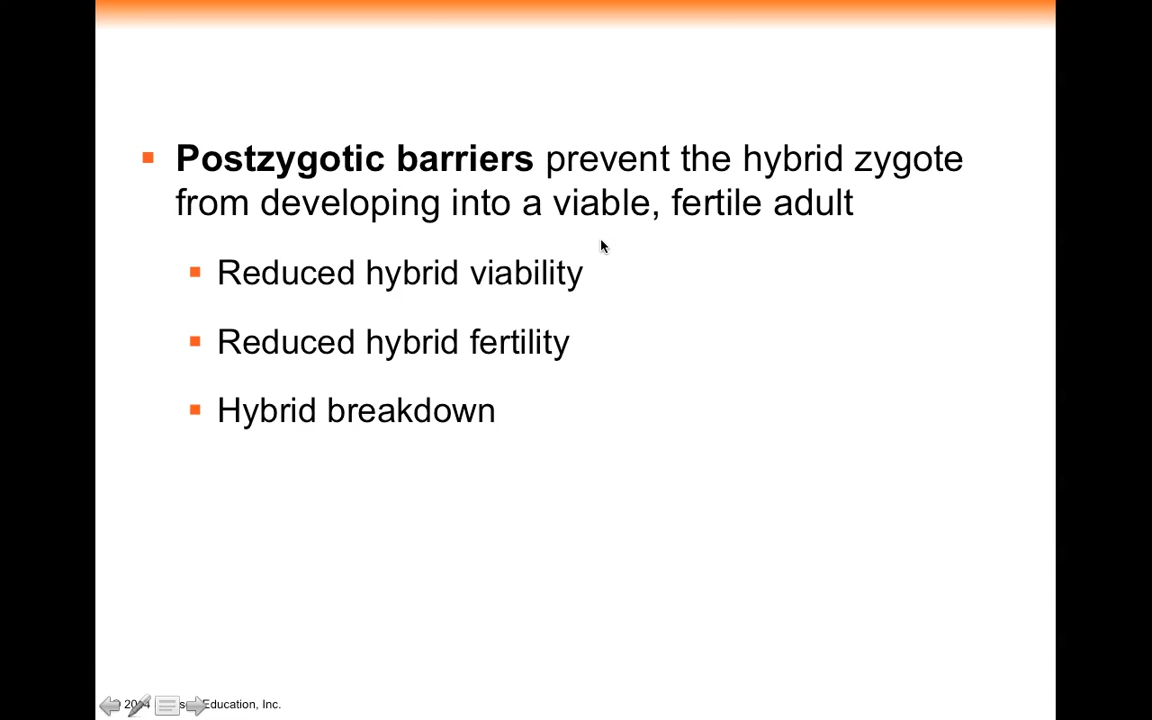 Postzygotic barriers prevent the hybrid zygote
from developing into a viable, fertile adult
Reduced hybrid viability
Reduced hybrid fertility
Hybrid breakdown
Education, Inc.